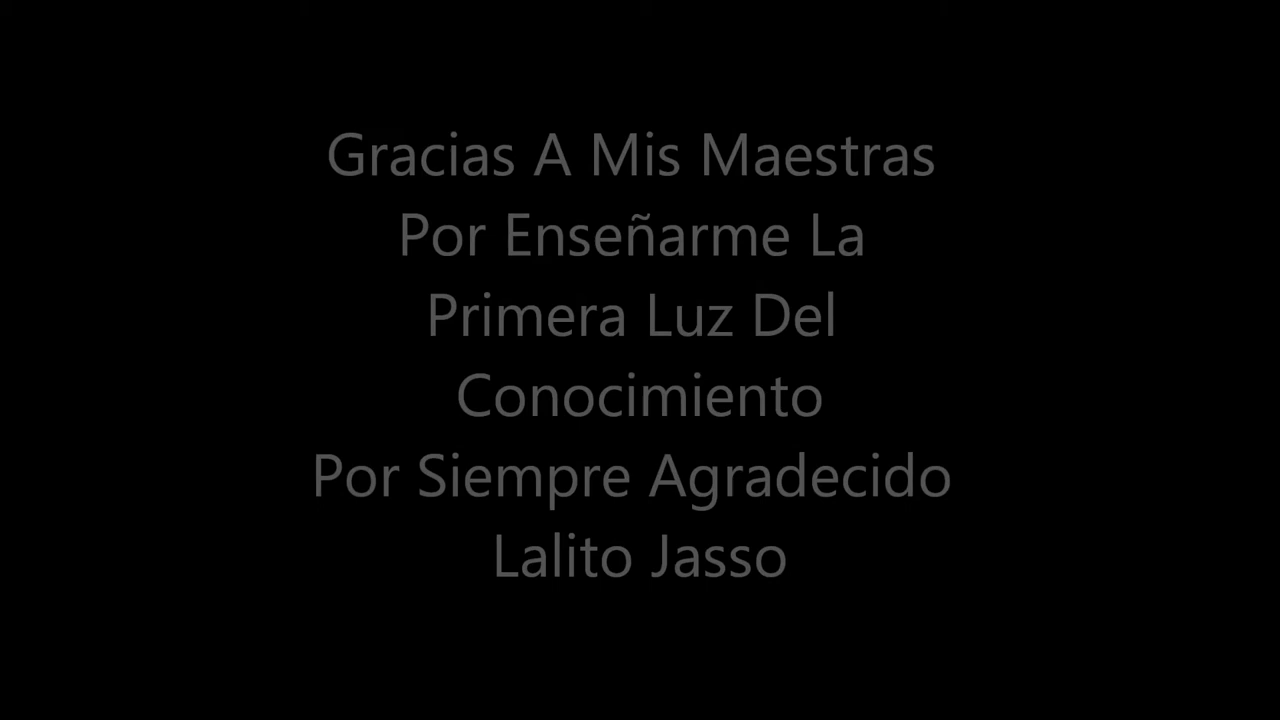 Gracias A Mis Maestras
Por Enseñarme La
Primera Luz Del
Conocimiento
Por Siempre Agradecido
Lalito Jasso